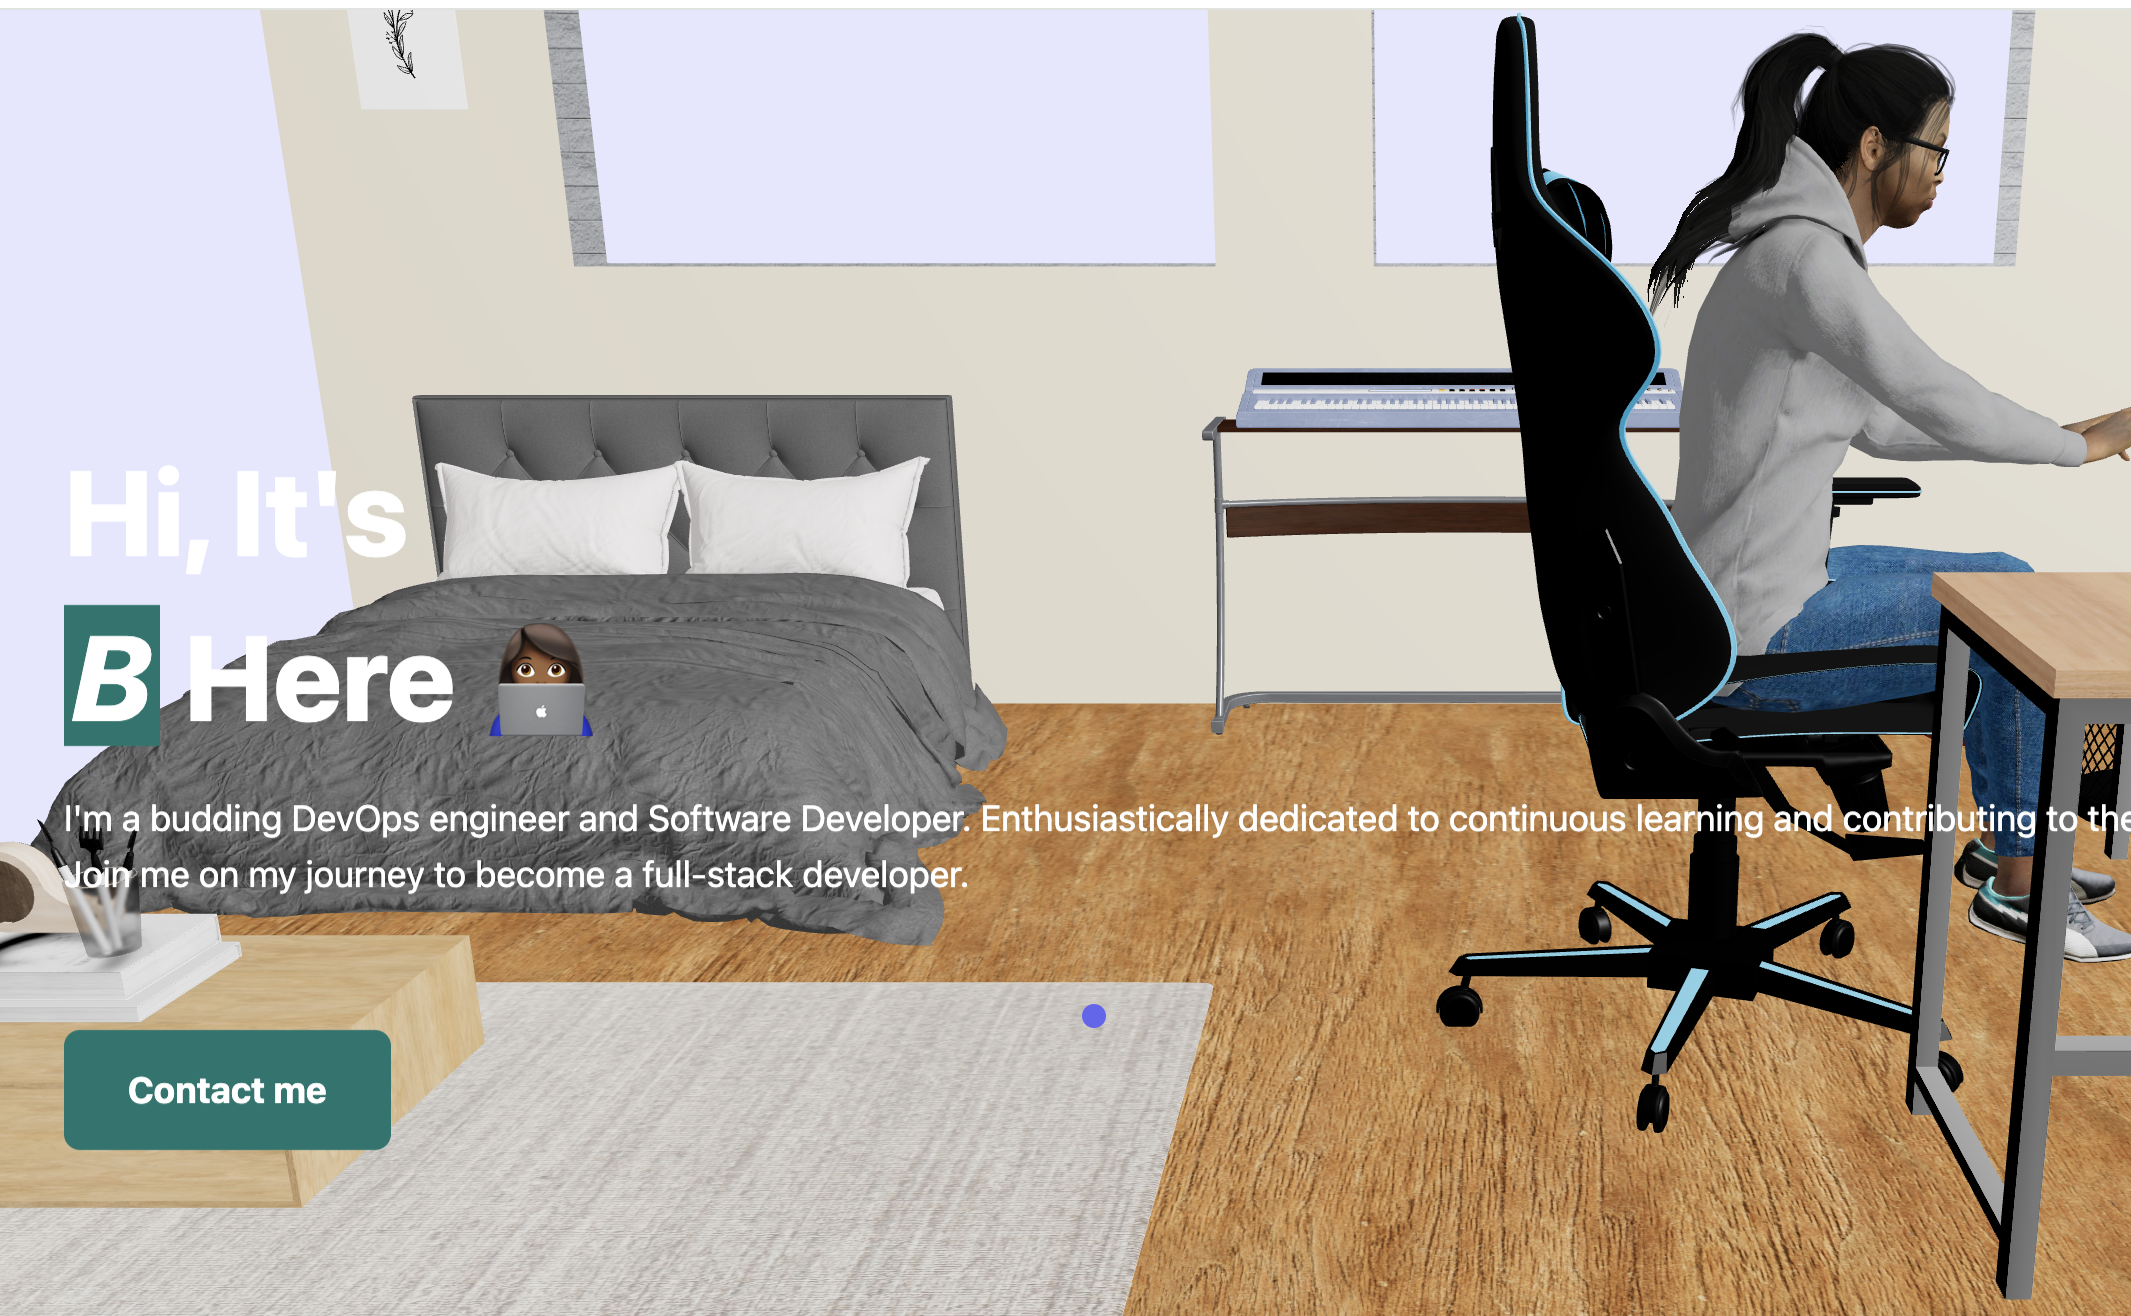 Hi, It's
B Here
I'm a budding DevOps engineer and Software Developer. Enthusiastically dedicated to continuous learning and contributing to the
Join me on my journey to become a full-stack developer.
Contact me